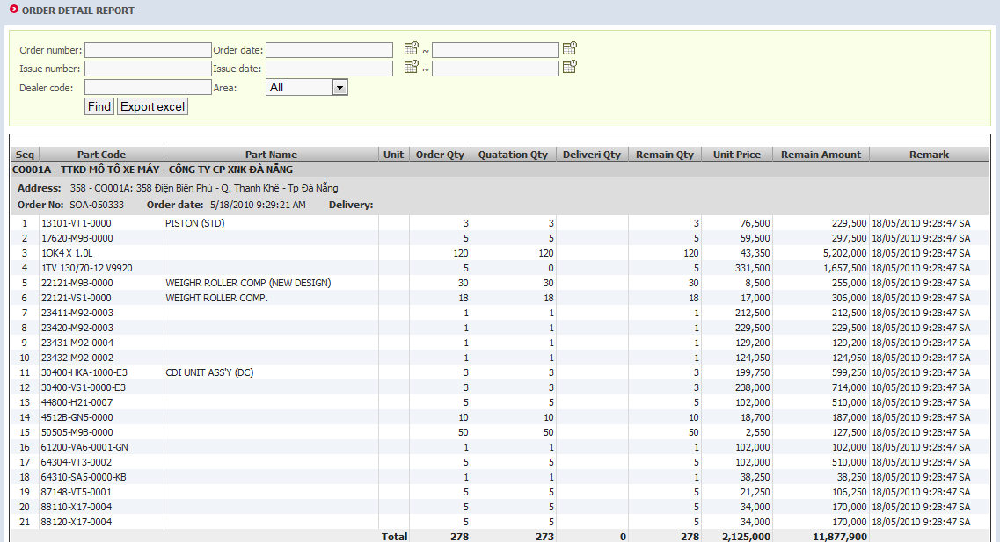 ORDER DETAIL REPORT
Order number: Order date: ~
Issue number: Issue date: ~
Dealer code: Area: All
Find Export excel
Seq Part Code Part Name Unit Order Qty Quatation Qty Deliveri Qty Remain Qty Unit Price Remain Amount Remark
CO001A - TTKD MÔ TÔ XE MÁY - CÔNG TY CP XNK ĐÀ NẴNG
Address: 358 - CO001A: 358 Điện Biên Phủ - Q. Thanh Khê - Tp Đà Nẵng
Order No: SOA-050333 Order date: 5/18/2010 9:29:21 AM Delivery:
1 13101-VT1-0000 PISTON (STD) 3 3 3 76,500 229,500 18/05/2010 9:28:47 SA
2 17620-M9B-0000 5 5 5 59,500 297,500 18/05/2010 9:28:47 SA
3 1OK4 X 1.0L 120 120 120 43,350 5,202,000 18/05/2010 9:28:47 SA
4 1TV 130/70-12 V9920 5 0 5 331,500 1,657,500 18/05/2010 9:28:47 SA
5 22121-M9B-0000 WEIGHR ROLLER COMP (NEW DESIGN) 30 30 30 8,500 255,000 18/05/2010 9:28:47 SA
6 22121-VS1-0000 WEIGHT ROLLER COMP. 18 18 18 17,000 306,000 18/05/2010 9:28:47 SA
7 23411-M92-0003 1 1 1 212,500 212,500 18/05/2010 9:28:47 SA
8 23420-M92-0003 1 1 1 229,500 229,500 18/05/2010 9:28:47 SA
9 23431-M92-0004 1 1 1 129,200 129,200 18/05/2010 9:28:47 SA
10 23432-M92-0002 1 1 1 124,950 124,950 18/05/2010 9:28:47 SA
11 30400-HKA-1000-E3 CDI UNIT ASS'Y (DC) 3 3 3 199,750 599,250 18/05/2010 9:28:47 SA
12 30400-VS1-0000-E3 3 3 3 238,000 714,000 18/05/2010 9:28:47 SA
13 44800-H21-0007 5 5 5 102,000 510,000 18/05/2010 9:28:47 SA
14 4512B-GN5-0000 10 10 10 18,700 187,000 18/05/2010 9:28:47 SA
15 50505-M9B-0000 50 50 50 2,550 127,500 18/05/2010 9:28:47 SA
16 61200-VA6-0001-GN 1 1 1 102,000 102,000 18/05/2010 9:28:47 SA
17 64304-VT3-0002 5 5 5 102,000 510,000 18/05/2010 9:28:47 SA
18 64310-SA5-0000-KB 1 1 1 38,250 38,250 18/05/2010 9:28:47 SA
19 87148-VT5-0001 5 5 5 21,250 106,250 18/05/2010 9:28:47 SA
20 88110-X17-0004 5 5 5 34,000 170,000 18/05/2010 9:28:47 SA
21 88120-X17-0004 5 5 5 34,000 170,000 18/05/2010 9:28:47 SA
Total 278 273 0 278 2,125,000 11,877,900